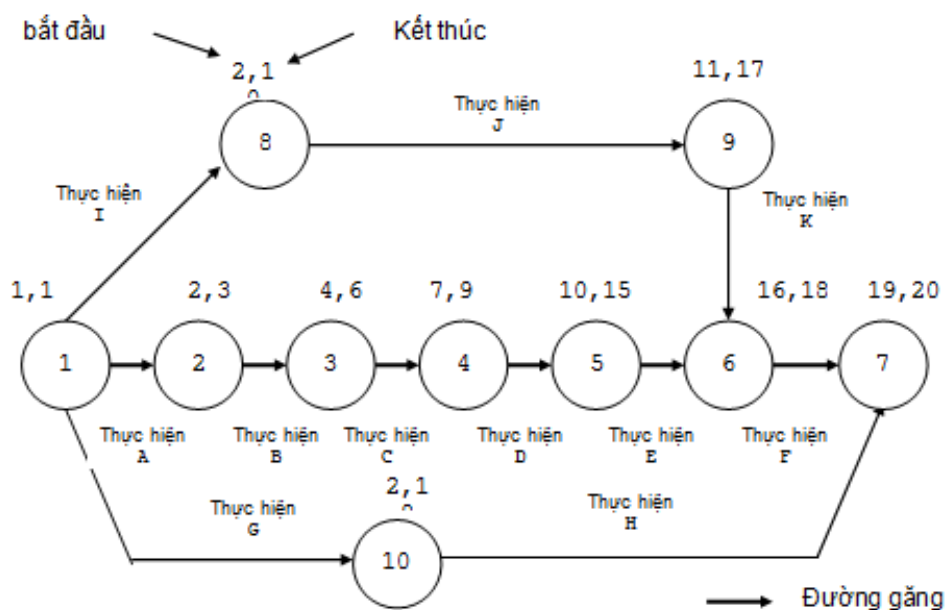 bắt đầu
Kết thúc
2,1
11,17
Thực hiện
J
8
9
Thực hiện
I
Thực hiện
K
1,1
2,3
4,6
7,9
10,15
16,18
19,20
1
2
3
4
5
6
7
Thực hiện
A
Thực hiện
B
Thực hiện
C
Thực hiện
D
Thực hiện
E
Thực hiện
F
2,1
Thực hiện
G
Thực hiện
H
10
Đường găng